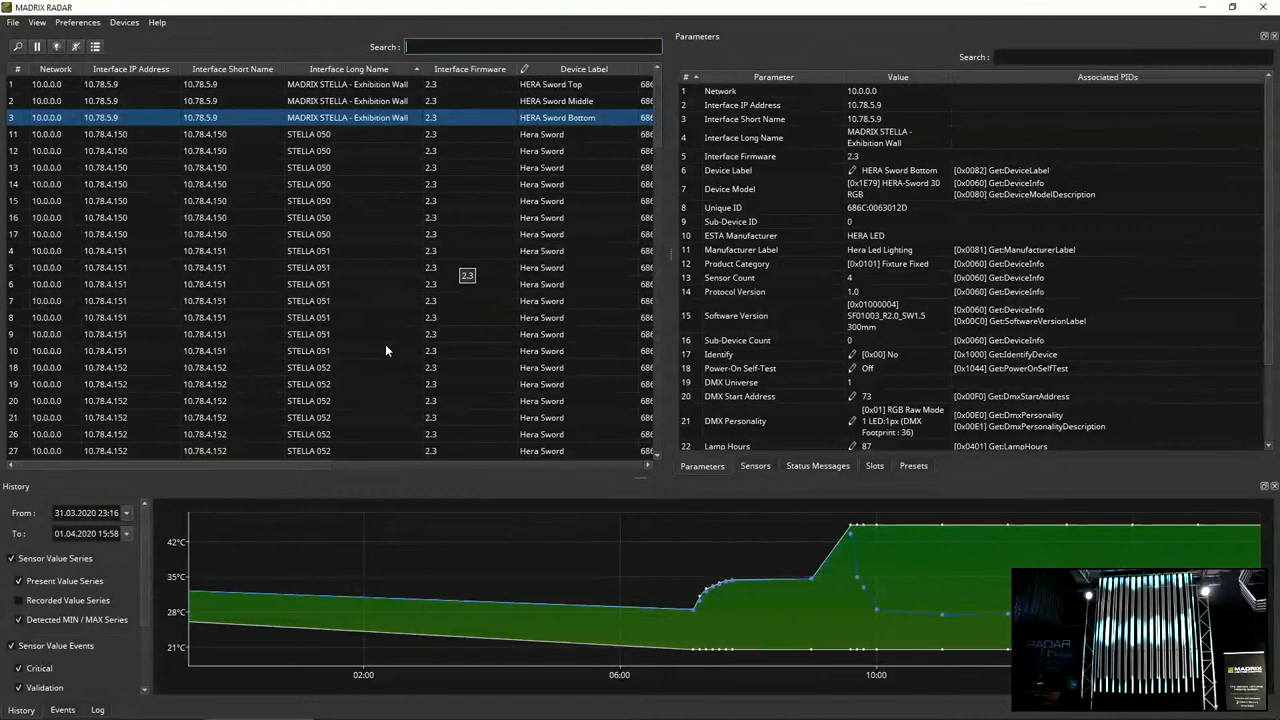 MADRIX RADAR
File View Preferences Devices Help
Search :
# Network Interface IP Address Interface Short Name Interface Long Name Interface Firmware Device Label
1 10.0.0.0 10.78.5.9 10.78.5.9 MADRIX STELLA - Exhibition Wall 2.3 HERA Sword Top 686
2 10.0.0.0 10.78.5.9 10.78.5.9 MADRIX STELLA - Exhibition Wall 2.3 HERA Sword Middle 686
3 10.0.0.0 10.78.5.9 10.78.5.9 MADRIX STELLA - Exhibition Wall 2.3 HERA Sword Bottom 686
11 10.0.0.0 10.78.4.150 10.78.4.150 STELLA 050 2.3 Hera Sword 686
12 10.0.0.0 10.78.4.150 10.78.4.150 STELLA 050 2.3 Hera Sword 686
13 10.0.0.0 10.78.4.150 10.78.4.150 STELLA 050 2.3 Hera Sword 686
14 10.0.0.0 10.78.4.150 10.78.4.150 STELLA 050 2.3 Hera Sword 686
15 10.0.0.0 10.78.4.150 10.78.4.150 STELLA 050 2.3 Hera Sword 686
16 10.0.0.0 10.78.4.150 10.78.4.150 STELLA 050 2.3 Hera Sword 686
17 10.0.0.0 10.78.4.150 10.78.4.150 STELLA 050 2.3 Hera Sword 686
4 10.0.0.0 10.78.4.151 10.78.4.151 STELLA 051 2.3 Hera Sword 686
5 10.0.0.0 10.78.4.151 10.78.4.151 STELLA 051 2.3 Hera Sword 686
2.3
6 10.0.0.0 10.78.4.151 10.78.4.151 STELLA 051 2.3 Hera Sword 686
7 10.0.0.0 10.78.4.151 10.78.4.151 STELLA 051 2.3 Hera Sword 686
8 10.0.0.0 10.78.4.151 10.78.4.151 STELLA 051 2.3 Hera Sword 686
9 10.0.0.0 10.78.4.151 10.78.4.151 STELLA 051 2.3 Hera Sword 686
10 10.0.0.0 10.78.4.151 10.78.4.151 STELLA 051 2.3 Hera Sword 686
18 10.0.0.0 10.78.4.152 10.78.4.152 STELLA 052 2.3 Hera Sword 686
19 10.0.0.0 10.78.4.152 10.78.4.152 STELLA 052 2.3 Hera Sword 686
20 10.0.0.0 10.78.4.152 10.78.4.152 STELLA 052 2.3 Hera Sword 686
21 10.0.0.0 10.78.4.152 10.78.4.152 STELLA 052 2.3 Hera Sword 686
26 10.0.0.0 10.78.4.152 10.78.4.152 STELLA 052 2.3 Hera Sword 686
27 10.0.0.0 10.78.4.152 10.78.4.152 STELLA 052 2.3 Hera Sword 686
Parameters
Search :
# Parameter Value Associated PIDs
1 Network 10.0.0.0
2 Interface IP Address 10.78.5.9
3 Interface Short Name 10.78.5.9
4 Interface Long Name MADRIX STELLA -
Exhibition Wall
5 Interface Firmware 2.3
6 Device Label HERA Sword Bottom [0x0082] Get:DeviceLabel
7 Device Model [0x1E79] HERA-Sword 30 [0x0060] Get:DeviceInfo
RGB [0x0080] Get:DeviceModelDescription
8 Unique ID 686C:0063012D
9 Sub-Device ID 0
10 ESTA Manufacturer HERA LED
11 Manufacturer Label Hera Led Lighting [0x0081] Get:ManufacturerLabel
12 Product Category [0x0101] Fixture Fixed [0x0060] Get:DeviceInfo
13 Sensor Count 4 [0x0060] Get:DeviceInfo
14 Protocol Version 1.0 [0x0060] Get:DeviceInfo
[0x01000004] [0x0060] Get:DeviceInfo
15 Software Version SF01003_R2.0_SW1.5 [0x00C0] Get:SoftwareVersionLabel
300mm
16 Sub-Device Count 0 [0x0060] Get:DeviceInfo
17 Identify [0x00] No [0x1000] Get:IdentifyDevice
18 Power-On Self-Test Off [0x1044] Get:PowerOnSelfTest
19 DMX Universe 1
20 DMX Start Address 73 [0x00F0] Get:DmxStartAddress
[0x01] RGB Raw Mode [0x00E0] Get:DmxPersonality
21 DMX Personality 1 LED:1px (DMX [0x00E1] Get:DmxPersonalityDescription
Footprint : 36)
22 Lamp Hours 87 [0x0401] Get:LampHours
Parameters Sensors Status Messages Slots Presets
History
From : 31.03.2020 23:16
To : 01.04.2020 15:58
Sensor Value Series
Present Value Series
Recorded Value Series
Detected MIN / MAX Series
Sensor Value Events
Critical
Validation
42°C
35°C
28°C
21°C
02:00 06:00 10:00
RADAR
MADRIX
History Events Log